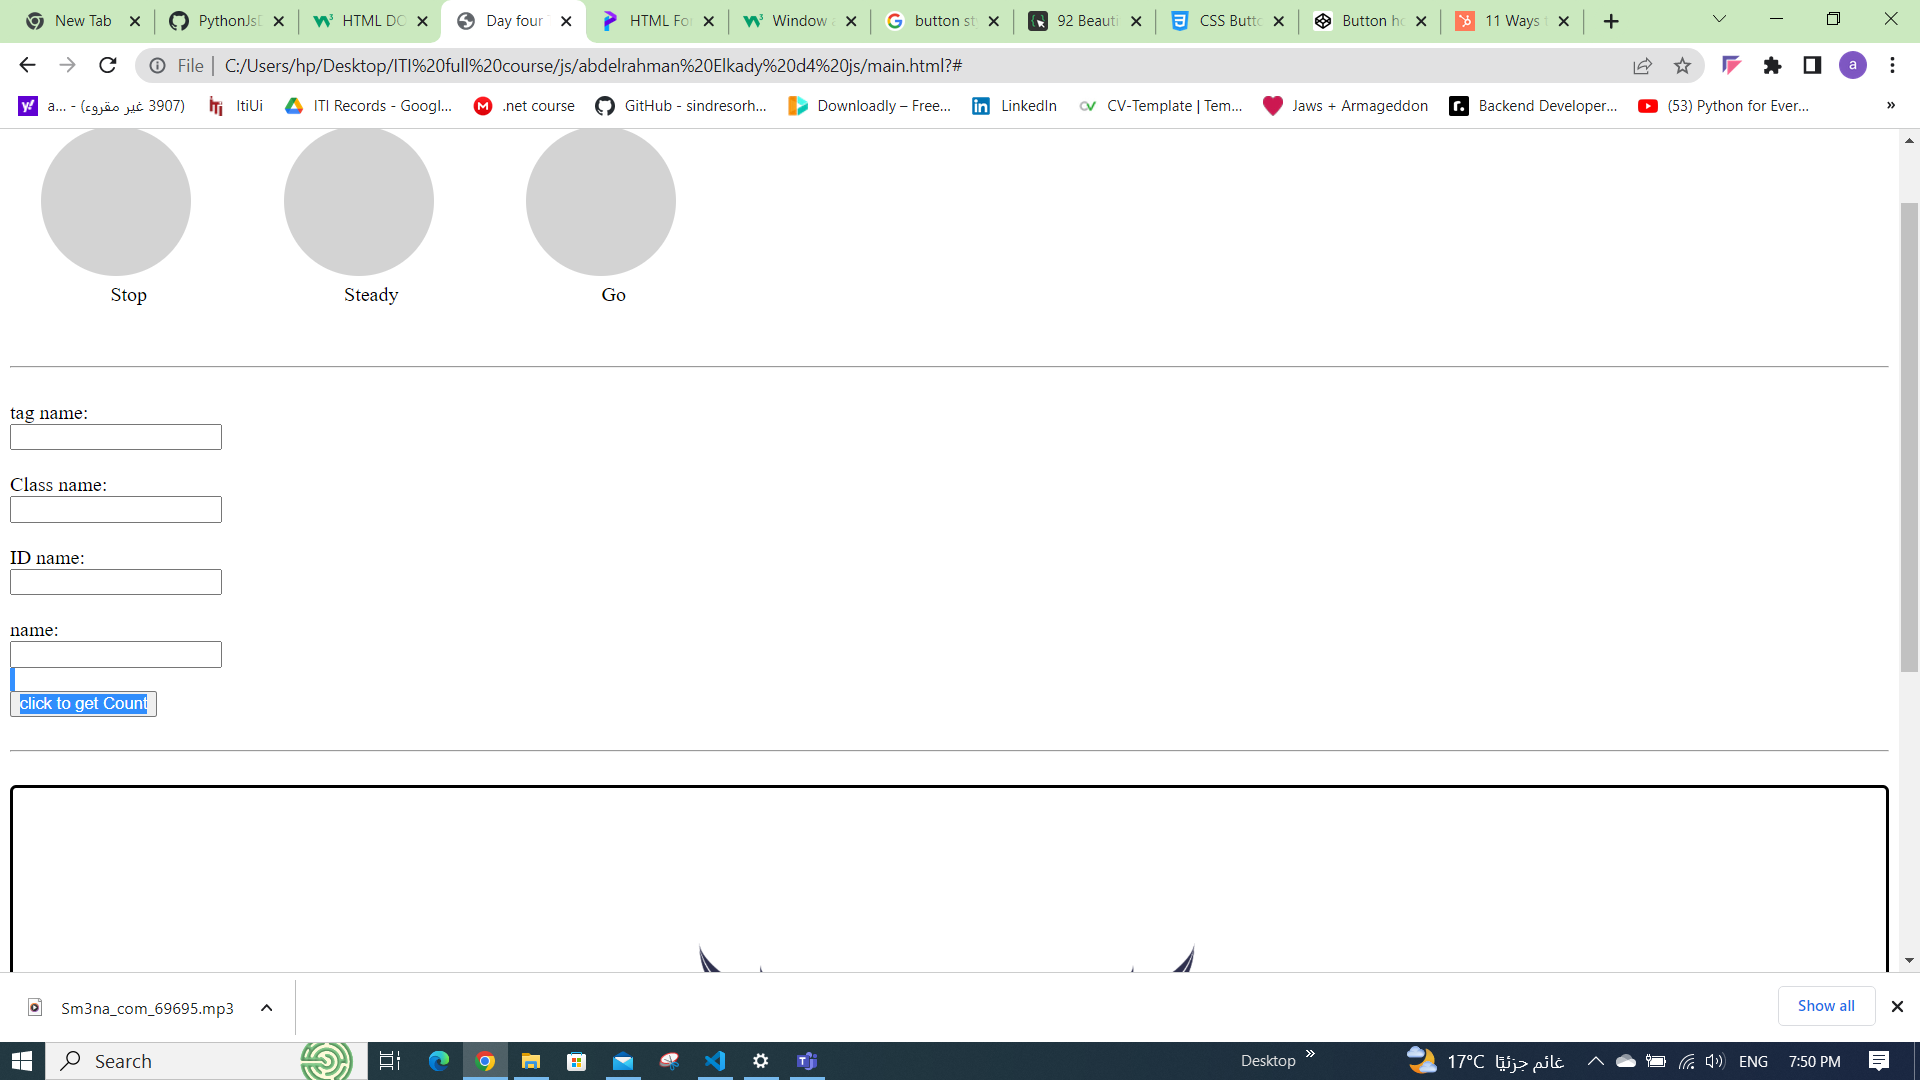 New Tab
PythonJs
HTML DO
Day four
HTML For
Window
button st
92 Beauti
CSS Butto
Button ho
11 Ways
File | C:/Users/hp/Desktop/ITI%20full%20course/js/abdelrahman%20Elkady%20d4%20js/main.html?#
a
a... - (3907 غير مقروء)
ItiUi
ITI Records - Googl...
.net course
GitHub - sindresorh...
Downloadly – Free...
LinkedIn
CV-Template | Tem...
Jaws + Armageddon
Backend Developer...
(53) Python for Ever...
»
Stop
Steady
Go
tag name:
Class name:
ID name:
name:
click to get Count
Sm3na_com_69695.mp3
Show all
Search
Desktop »
17°C غائم جزئيًا
ENG
7:50 PM